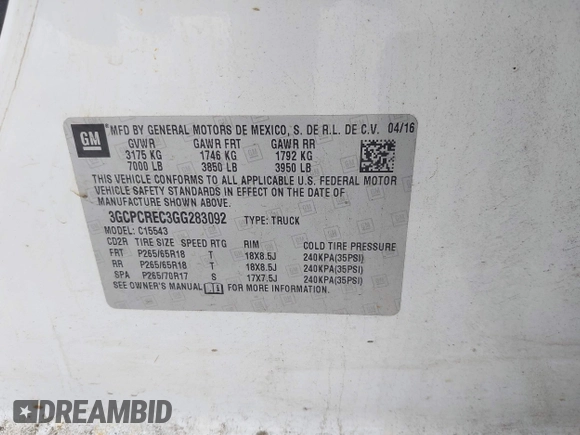 GM
MFD BY GENERAL MOTORS DE MEXICO, S. DE R.L. DE C.V. 04/16
GVWR GAWR FRT GAWR RR
3175 KG 1746 KG 1792 KG
7000 LB 3850 LB 3950 LB
THIS VEHICLE CONFORMS TO ALL APPLICABLE U.S. FEDERAL MOTOR
VEHICLE SAFETY STANDARDS IN EFFECT ON THE DATE OF
MANUFACTURE SHOWN ABOVE.
3GCPCREC3GG283092 TYPE: TRUCK
MODEL: C15543
CD2R TIRE SIZE SPEED RTG RIM COLD TIRE PRESSURE
FRT P265/65R18 T 18X8.5J 240KPA(35PSI)
RR P265/65R18 T 18X8.5J 240KPA(35PSI)
SPA P265/70R17 S 17X7.5J 240KPA(35PSI)
SEE OWNER'S MANUAL FOR MORE INFORMATION.
DREAMBID